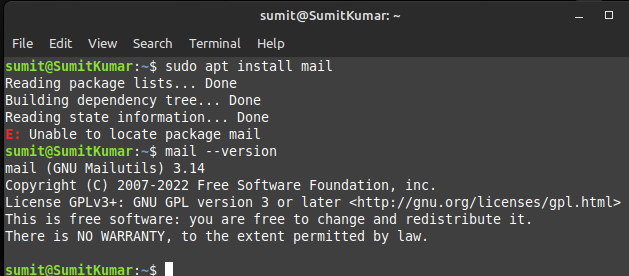 sumit@SumitKumar: ~
File Edit View Search Terminal Help
sumit@SumitKumar:~$ sudo apt install mail
Reading package lists... Done
Building dependency tree... Done
Reading state information... Done
E: Unable to locate package mail
sumit@SumitKumar:~$ mail --version
mail (GNU Mailutils) 3.14
Copyright (C) 2007-2022 Free Software Foundation, inc.
License GPLv3+: GNU GPL version 3 or later <http://gnu.org/licenses/gpl.html>
This is free software: you are free to change and redistribute it.
There is NO WARRANTY, to the extent permitted by law.
sumit@SumitKumar:~$